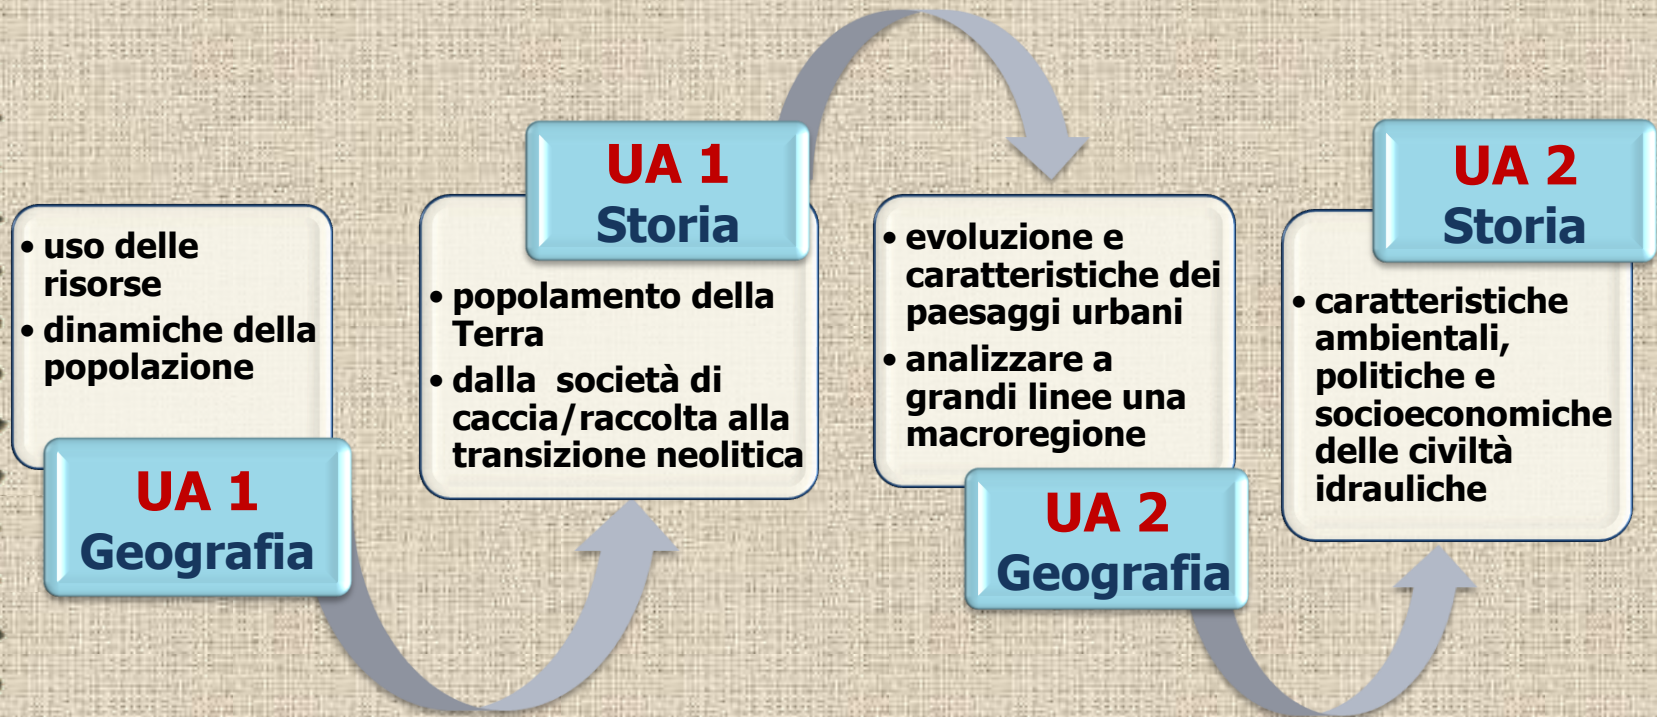 • uso delle
risorse
• dinamiche della
popolazione
UA 1
Geografia
UA 1
Storia
• popolamento della
Terra
• dalla società di
caccia/raccolta alla
transizione neolitica
• evoluzione e
caratteristiche dei
paesaggi urbani
• analizzare a
grandi linee una
macroregione
UA 2
Geografia
UA 2
Storia
• caratteristiche
ambientali,
politiche e
socioeconomiche
delle civiltà
idrauliche